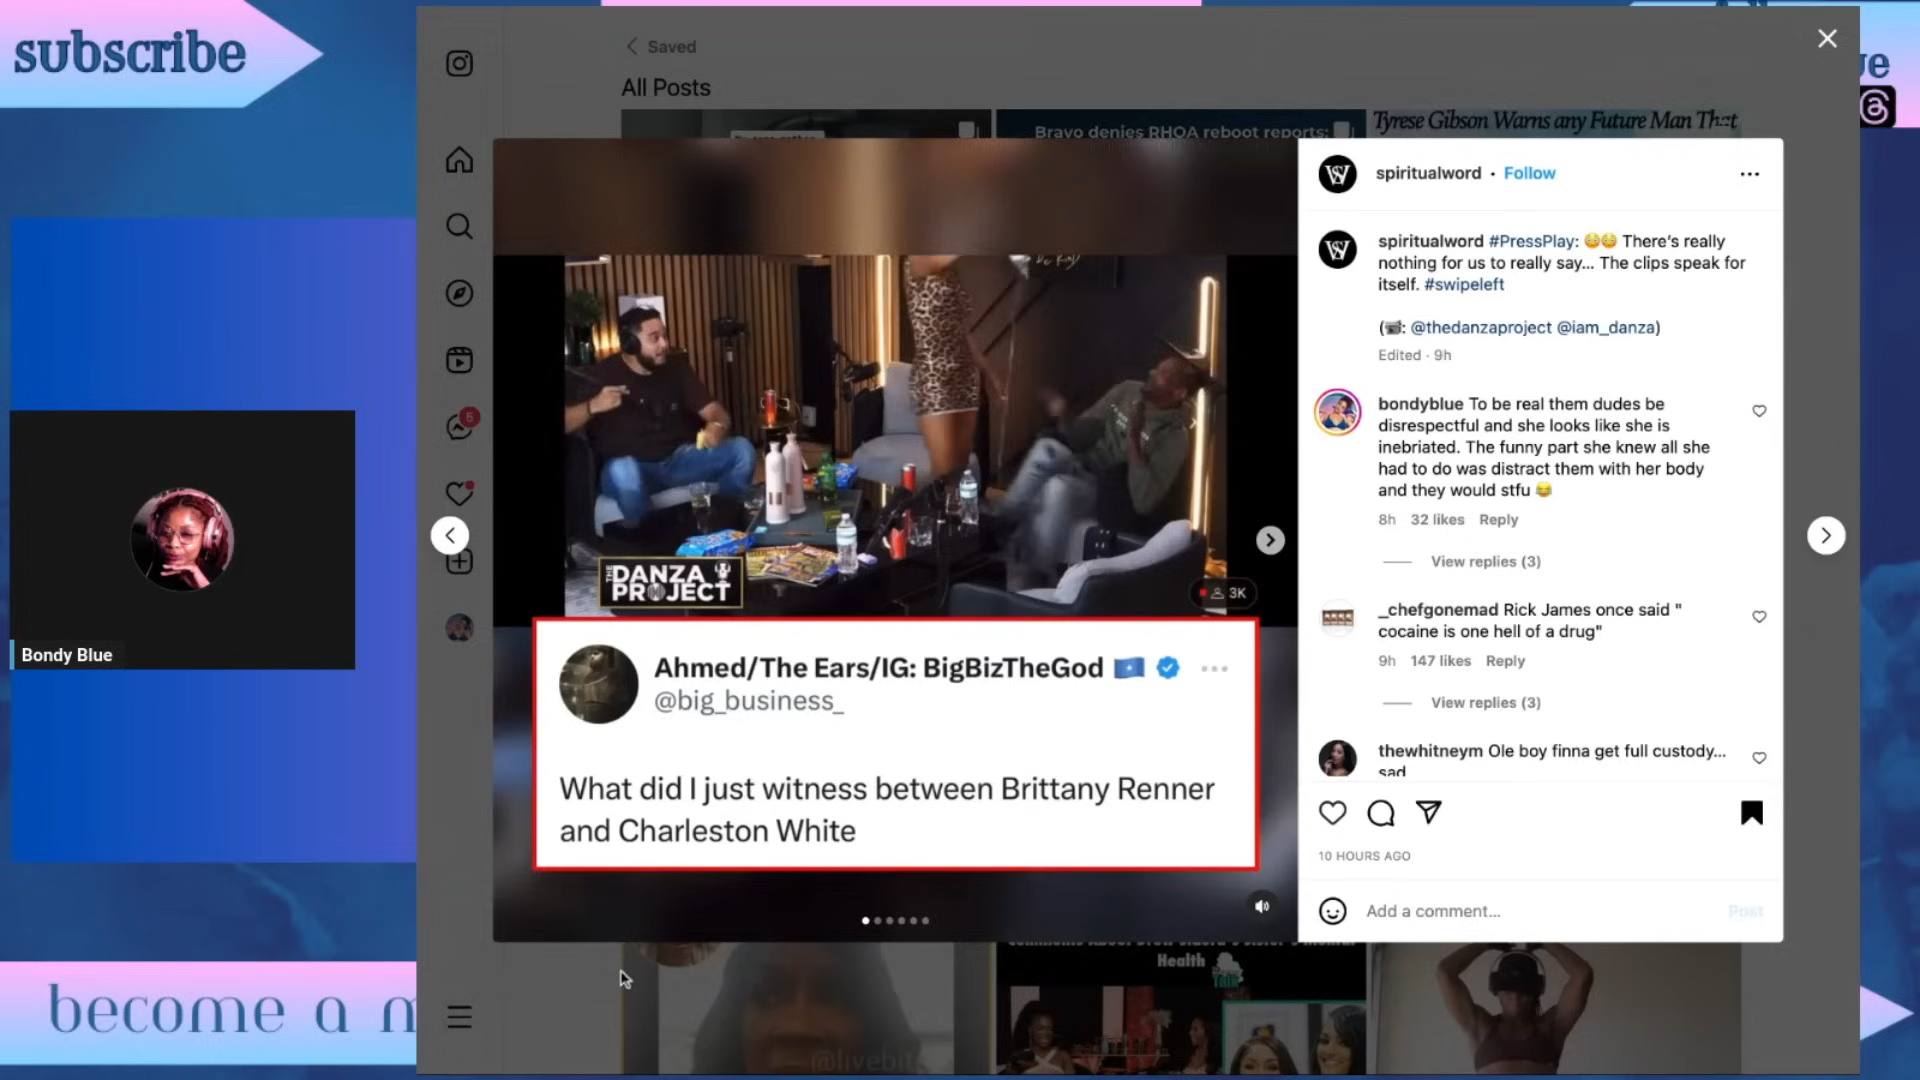 subscribe
Saved
All Posts
Bravo denies RHOA reboot reports:
Tyrese Gibson Warns any Future Man That
ve
5
Be Kind
THE
DANZA
PROJECT
3K
Ahmed/The Ears/IG: BigBizTheGod
@big_business_
What did I just witness between Brittany Renner
and Charleston White
spiritualword • Follow
spiritualword #PressPlay: 😳😳 There's really
nothing for us to really say... The clips speak for
itself. #swipeleft
(📹: @thedanzaproject @iam_danza)
Edited · 9h
bondyblue To be real them dudes be
disrespectful and she looks like she is
inebriated. The funny part she knew all she
had to do was distract them with her body
and they would stfu 😂
8h 32 likes Reply
View replies (3)
_chefgonemad Rick James once said "
cocaine is one hell of a drug"
9h 147 likes Reply
View replies (3)
thewhitneym Ole boy finna get full custody...
sad
10 HOURS AGO
Add a comment...
Post
Bondy Blue
Health
@livebit
become a m